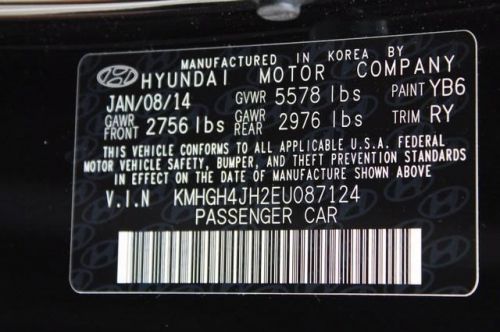 MANUFACTURED IN KOREA BY
HYUNDAI MOTOR COMPANY
JAN/08/14 GVWR 5578 lbs PAINT YB6
GAWR FRONT 2756 lbs GAWR REAR 2976 lbs TRIM RY
THIS VEHICLE CONFORMS TO ALL APPLICABLE U.S.A. FEDERAL
MOTOR VEHICLE SAFETY, BUMPER, AND THEFT PREVENTION STANDARDS
IN EFFECT ON THE DATE OF MANUFACTURE SHOWN ABOVE.
V.I.N KMHGH4JH2EU087124
PASSENGER CAR